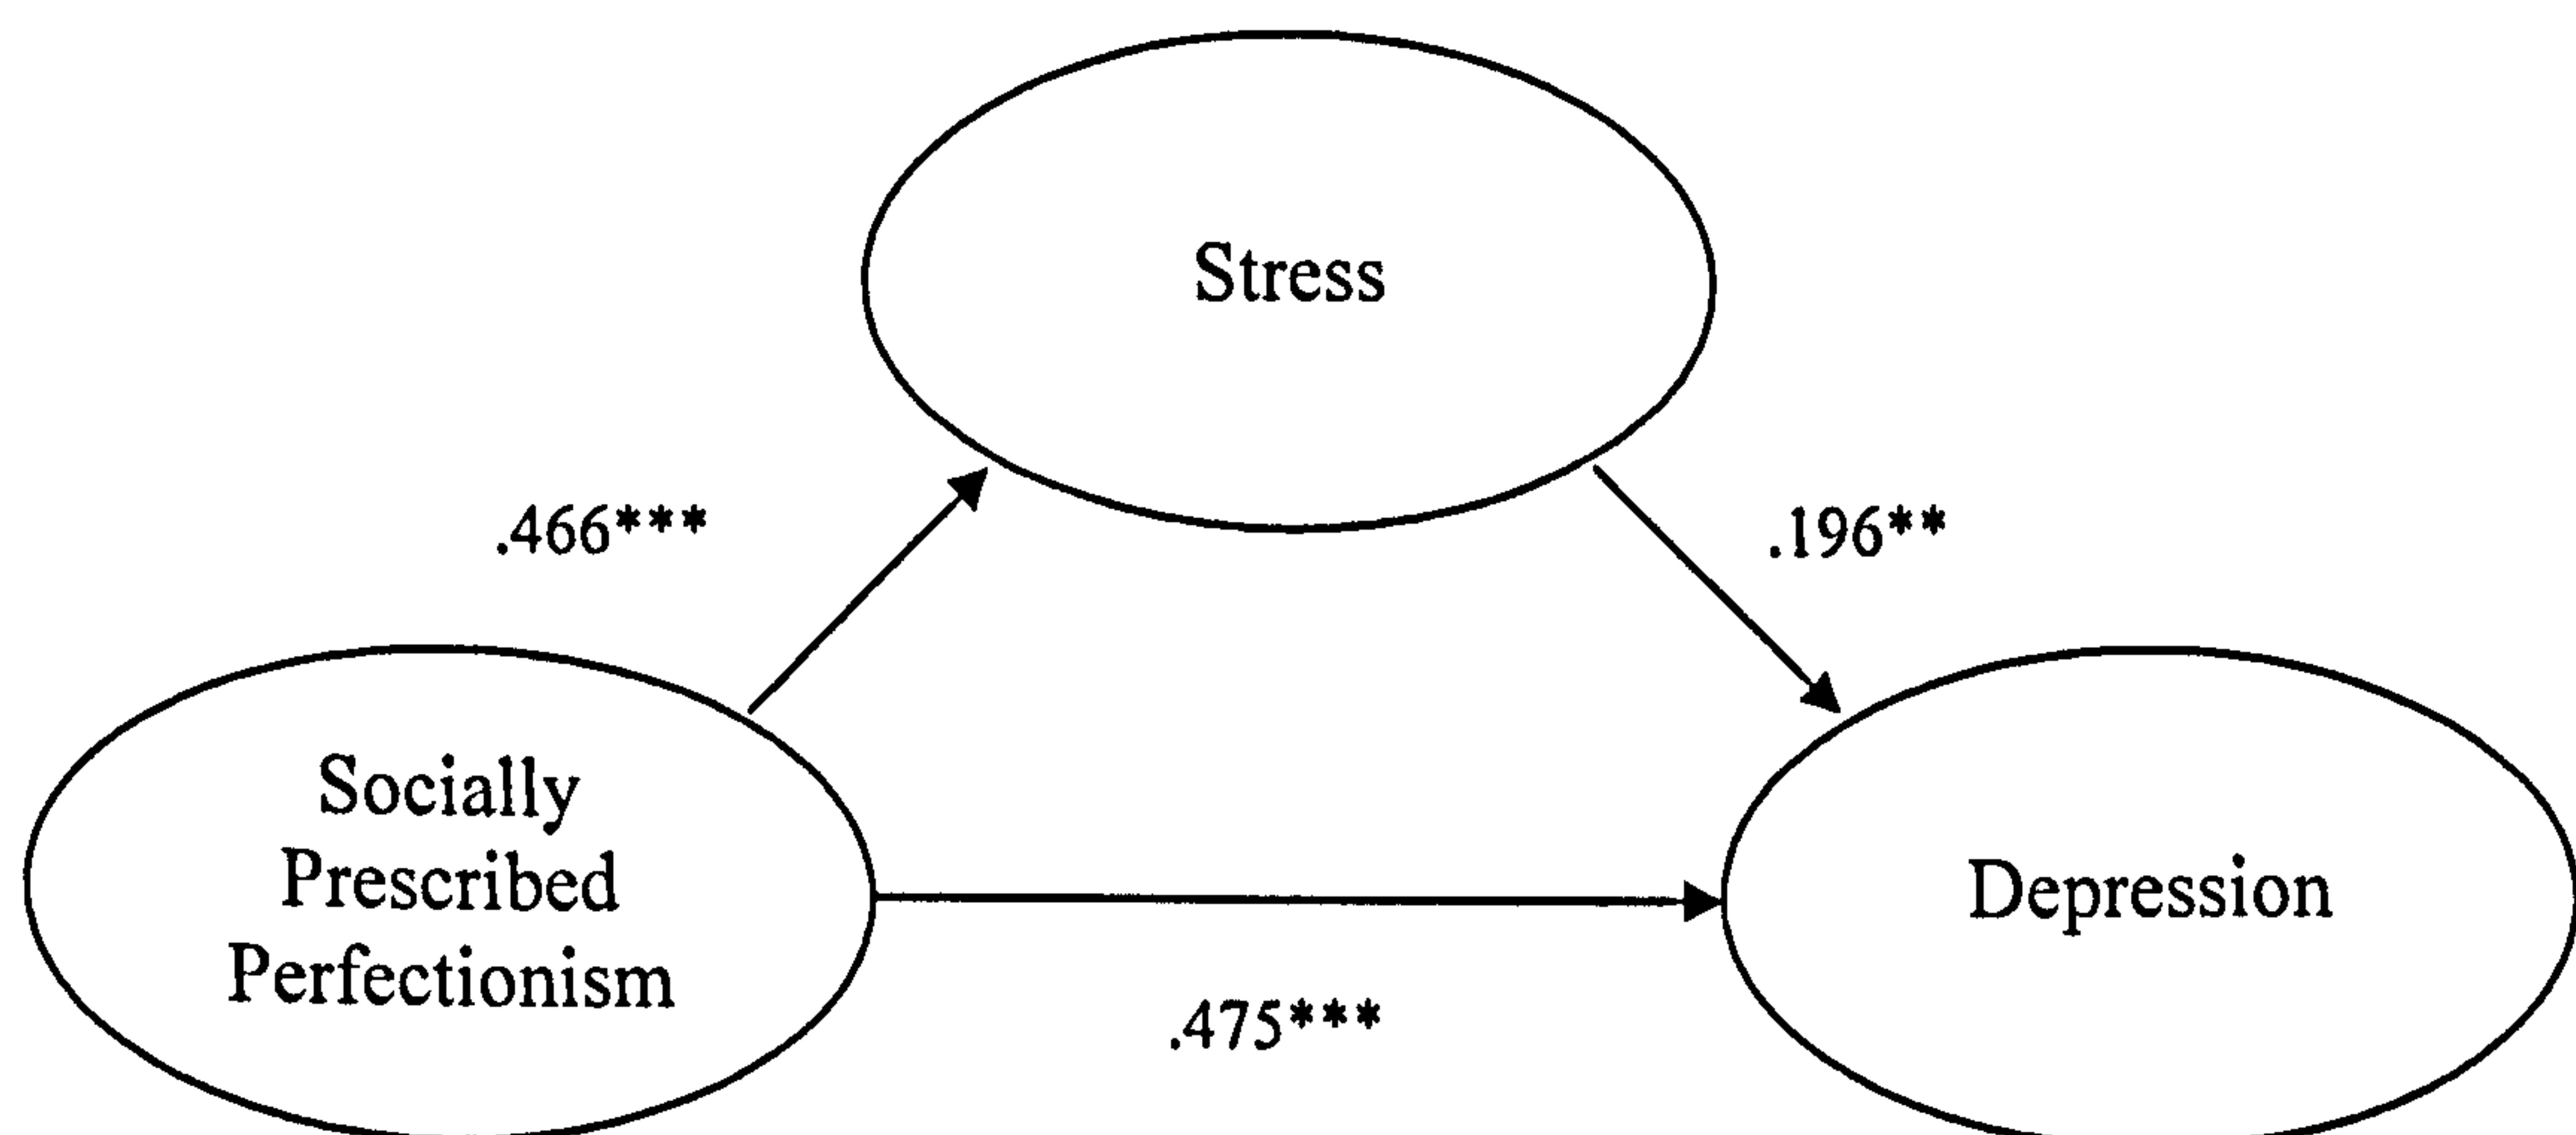 Stress
.466***
.196**
Socially
Prescribed
Perfectionism
Depression
.475***